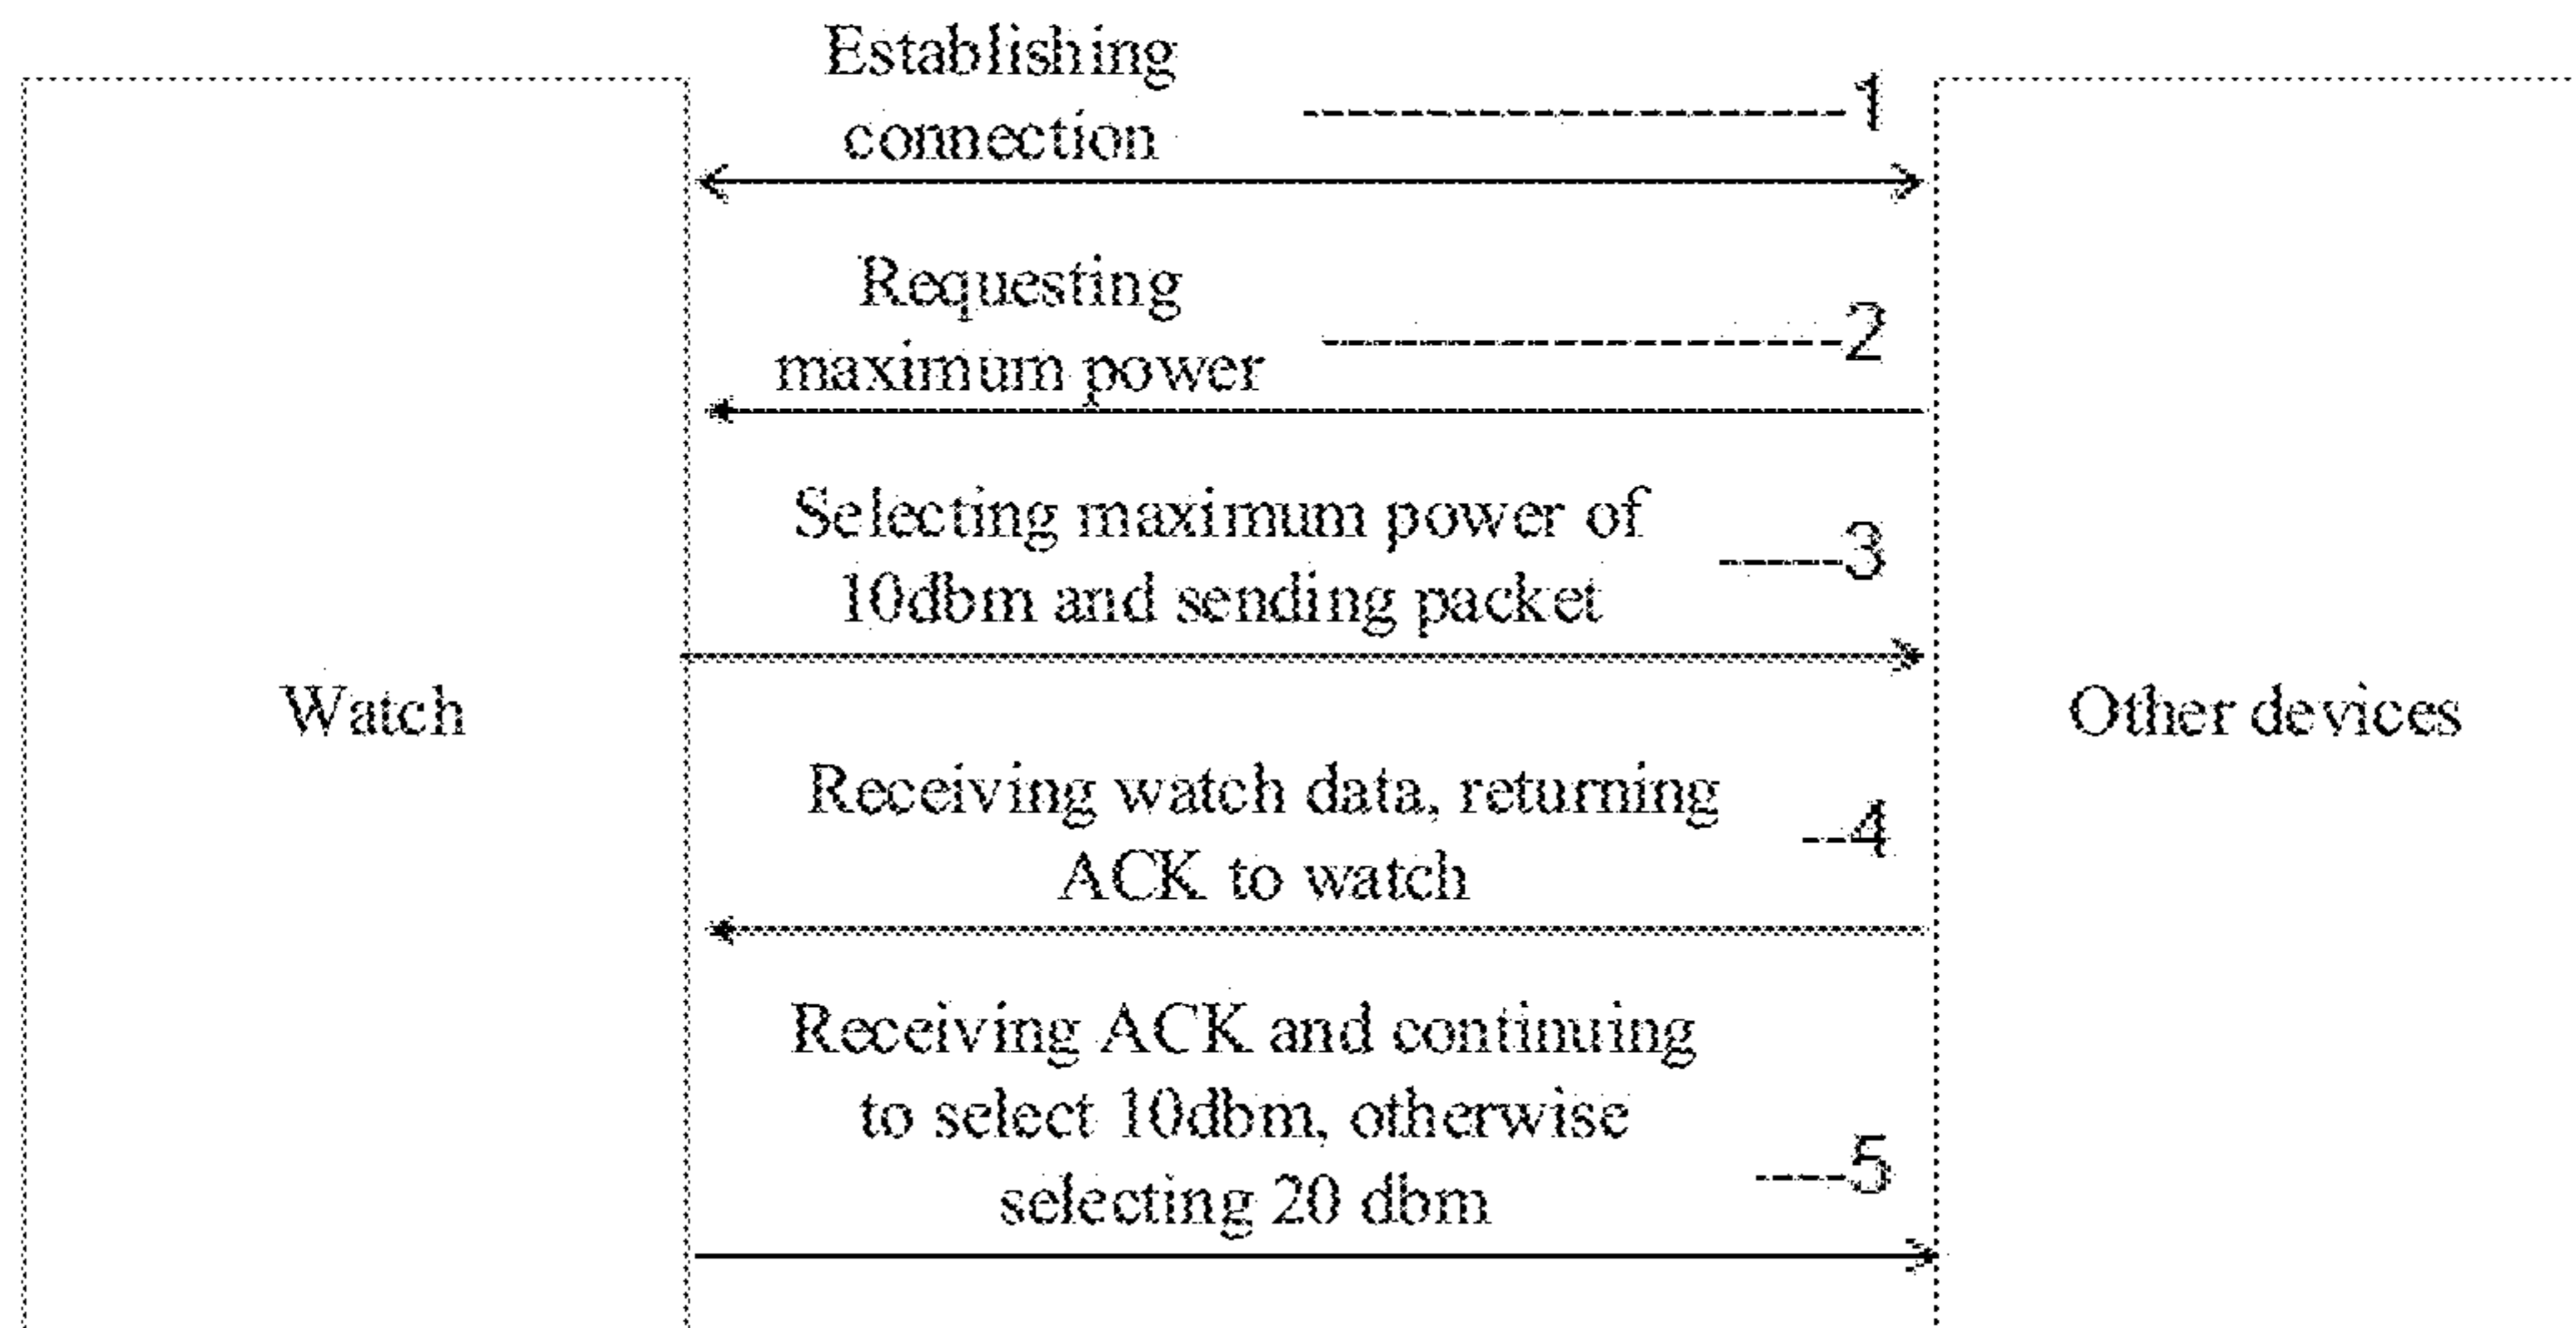 Establishing
connection
1
Requesting
maximum power
2
Selecting maximum power of
10dbm and sending packet
3
Watch
Other devices
Receiving watch data, returning
ACK to watch
4
Receiving ACK and continuing
to select 10dbm, otherwise
selecting 20 dbm
5